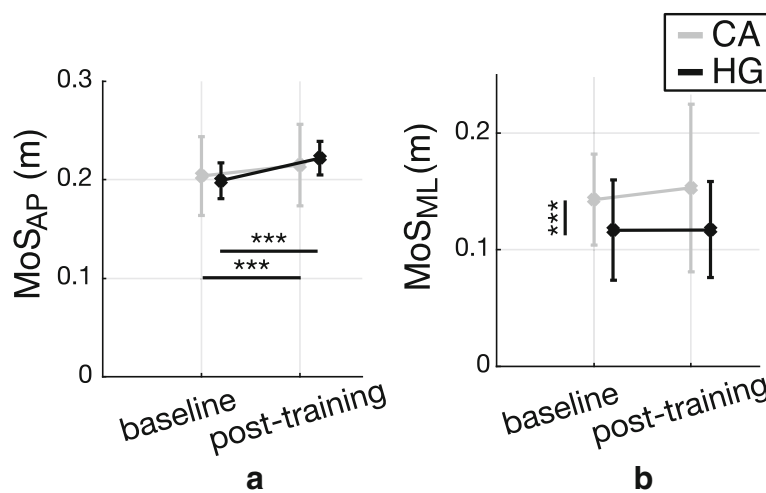 CA
HG
MoSAP (m)
0.3
0.2
0.1
0
***
***
baseline
post-training
a
MoSML (m)
0.2
0.1
0
***
baseline
post-training
b